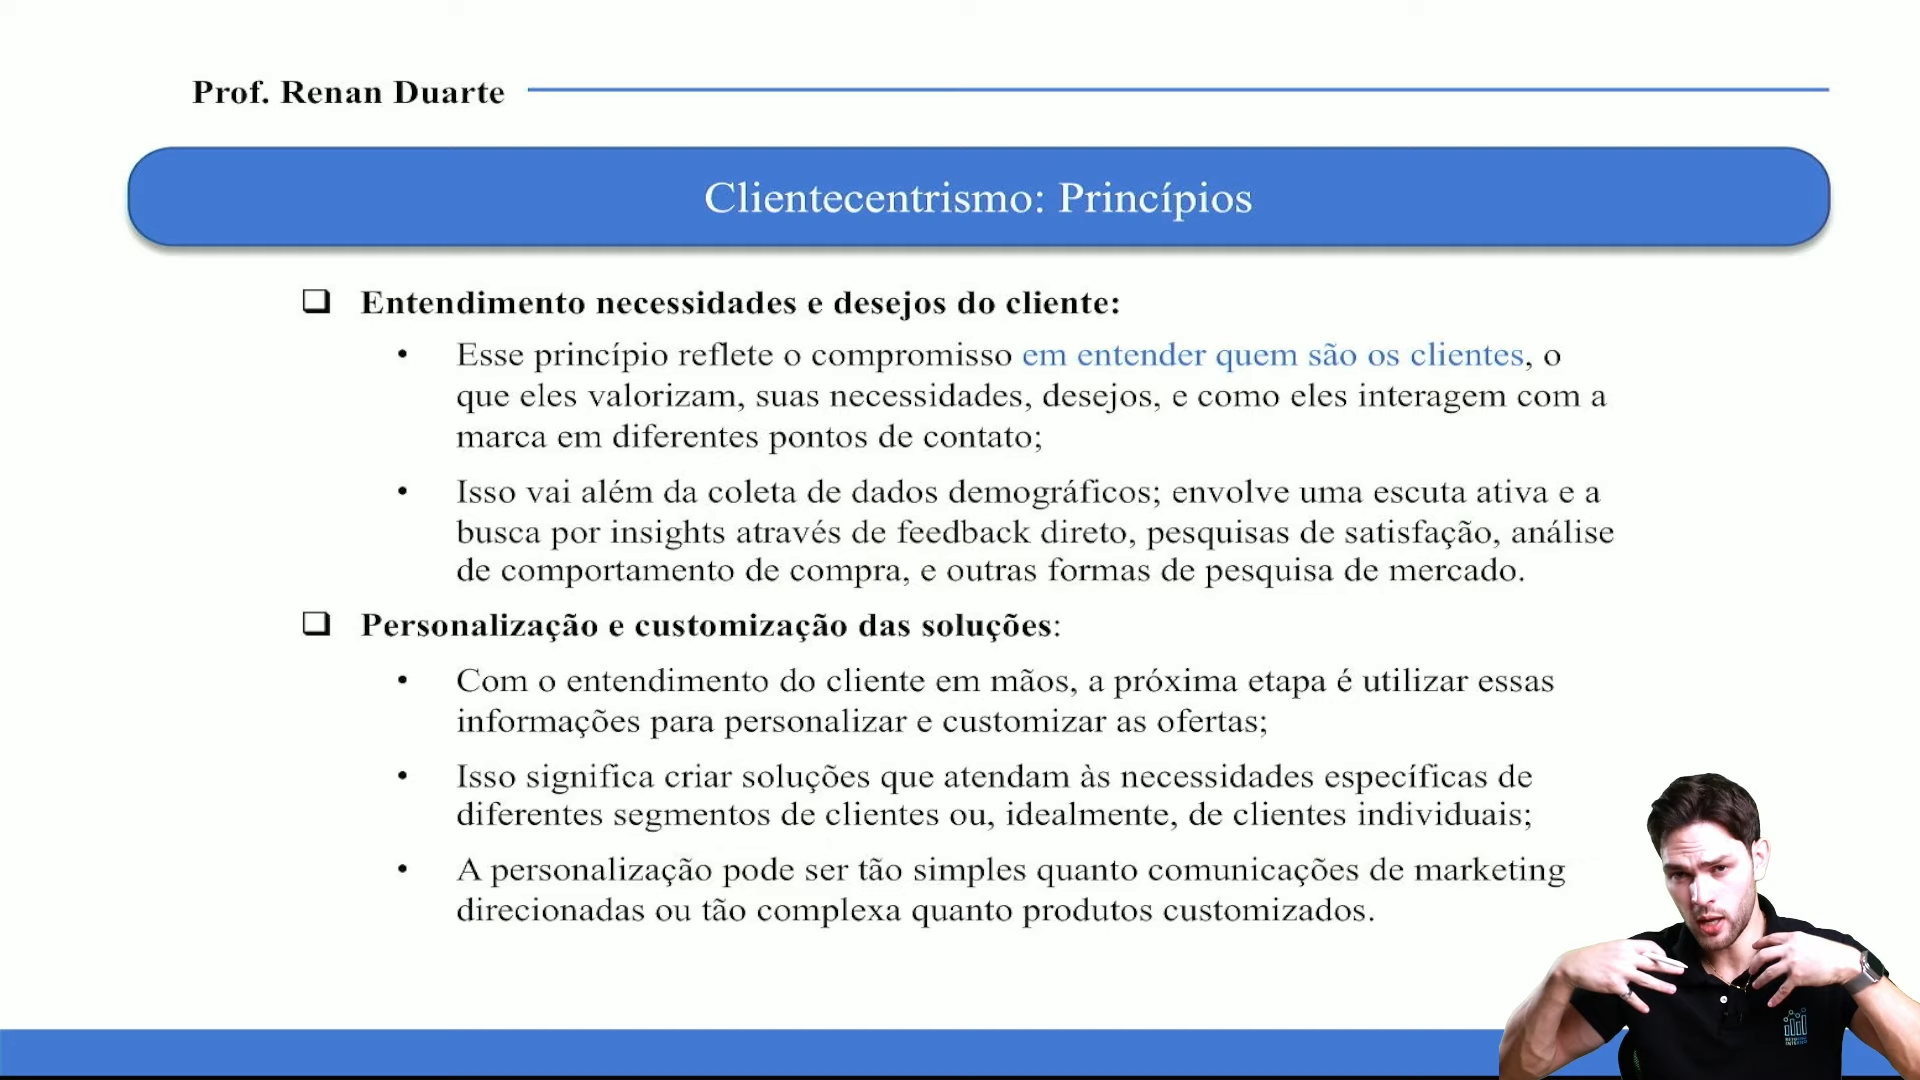 Prof. Renan Duarte
Clientecentrismo: Princípios
❑ Entendimento necessidades e desejos do cliente:
• Esse princípio reflete o compromisso em entender quem são os clientes, o
que eles valorizam, suas necessidades, desejos, e como eles interagem com a
marca em diferentes pontos de contato;
• Isso vai além da coleta de dados demográficos; envolve uma escuta ativa e a
busca por insights através de feedback direto, pesquisas de satisfação, análise
de comportamento de compra, e outras formas de pesquisa de mercado.
❑ Personalização e customização das soluções:
• Com o entendimento do cliente em mãos, a próxima etapa é utilizar essas
informações para personalizar e customizar as ofertas;
• Isso significa criar soluções que atendam às necessidades específicas de
diferentes segmentos de clientes ou, idealmente, de clientes individuais;
• A personalização pode ser tão simples quanto comunicações de marketing
direcionadas ou tão complexa quanto produtos customizados.